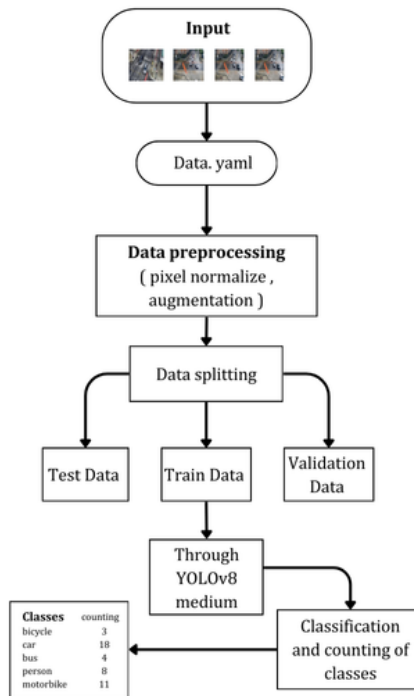 Input
Data. yaml
Data preprocessing
( pixel normalize ,
augmentation )
Data splitting
Test Data
Train Data
Validation
Data
Through
YOLOv8
medium
Classification
and counting of
classes
Classes counting
bicycle 3
car 18
bus 4
person 8
motorbike 11